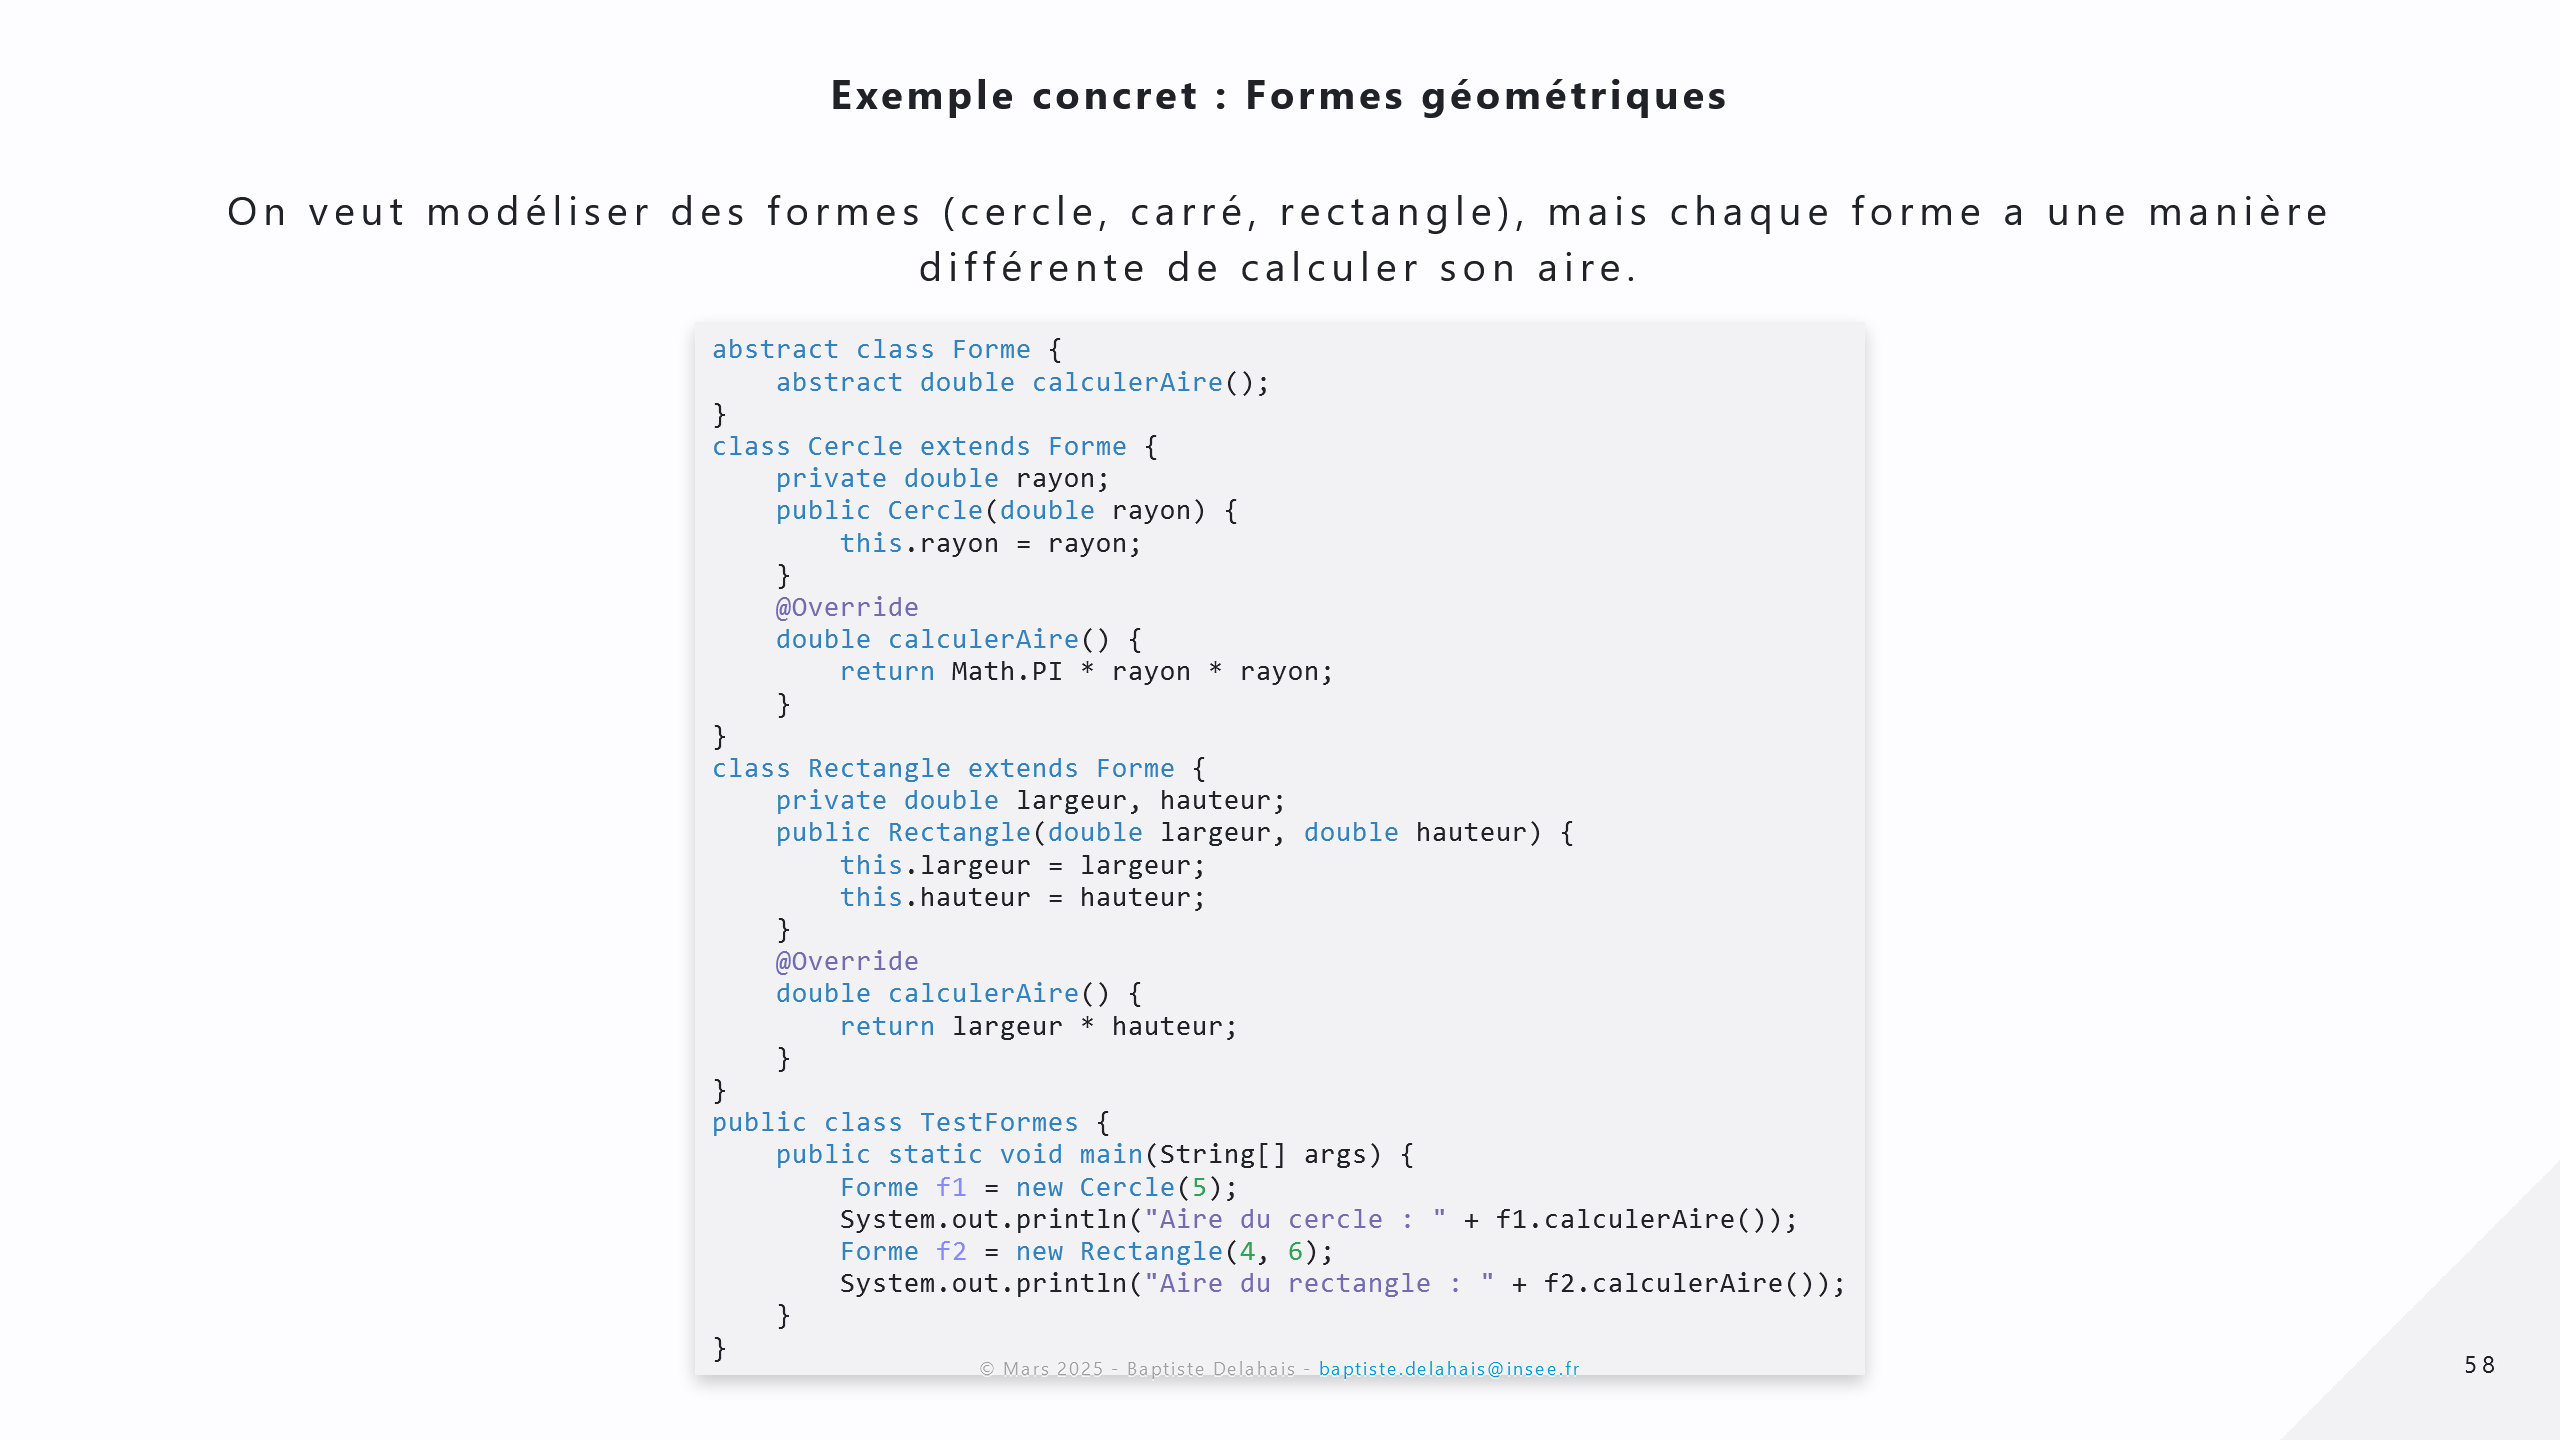 Exemple concret : Formes géométriques
On veut modéliser des formes (cercle, carré, rectangle), mais chaque forme a une manière
différente de calculer son aire.
abstract class Forme {
    abstract double calculerAire();
}
class Cercle extends Forme {
    private double rayon;
    public Cercle(double rayon) {
        this.rayon = rayon;
    }
    @Override
    double calculerAire() {
        return Math.PI * rayon * rayon;
    }
}
class Rectangle extends Forme {
    private double largeur, hauteur;
    public Rectangle(double largeur, double hauteur) {
        this.largeur = largeur;
        this.hauteur = hauteur;
    }
    @Override
    double calculerAire() {
        return largeur * hauteur;
    }
}
public class TestFormes {
    public static void main(String[] args) {
        Forme f1 = new Cercle(5);
        System.out.println("Aire du cercle : " + f1.calculerAire());
        Forme f2 = new Rectangle(4, 6);
        System.out.println("Aire du rectangle : " + f2.calculerAire());
    }
}
© Mars 2025 - Baptiste Delahais - baptiste.delahais@insee.fr
58